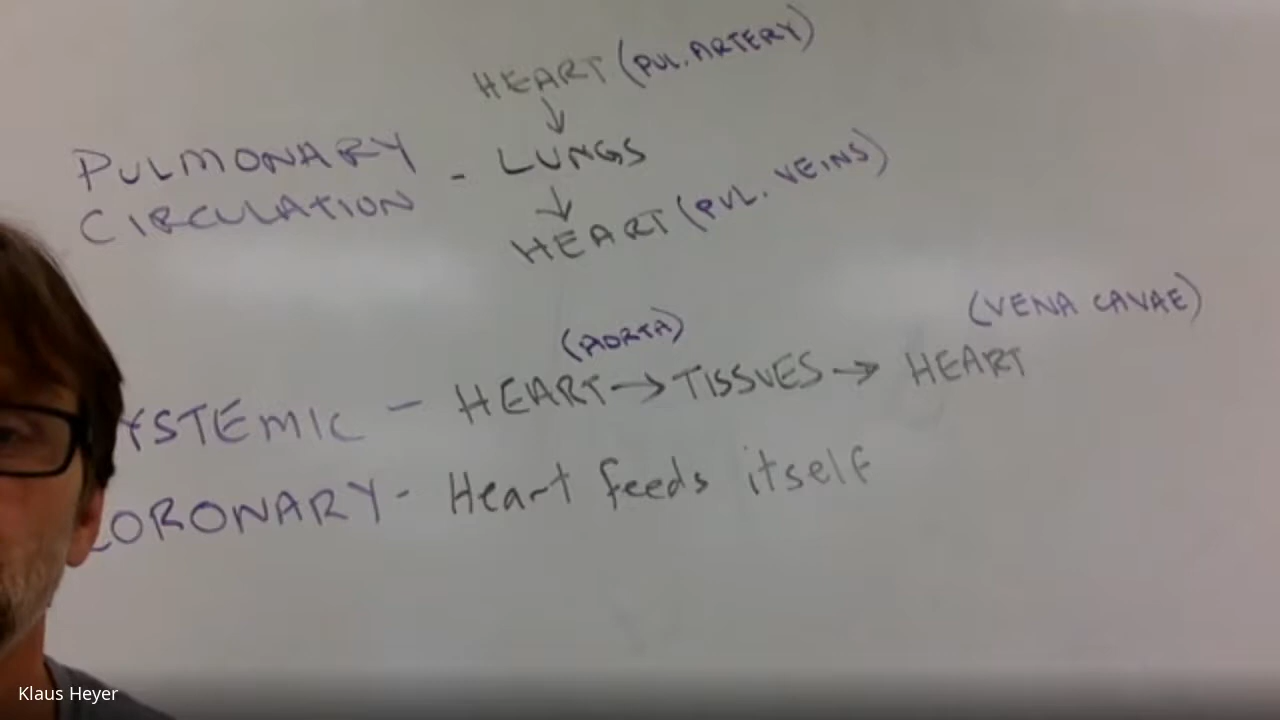 HEART (PUL. ARTERY)
↓
PULMONARY
CIRCULATION - LUNGS
↓
HEART (PUL. VEINS)
(AORTA) (VENA CAVAE)
YSTEMIC - HEART → TISSUES → HEART
CORONARY - Heart feeds itself
Klaus Heyer